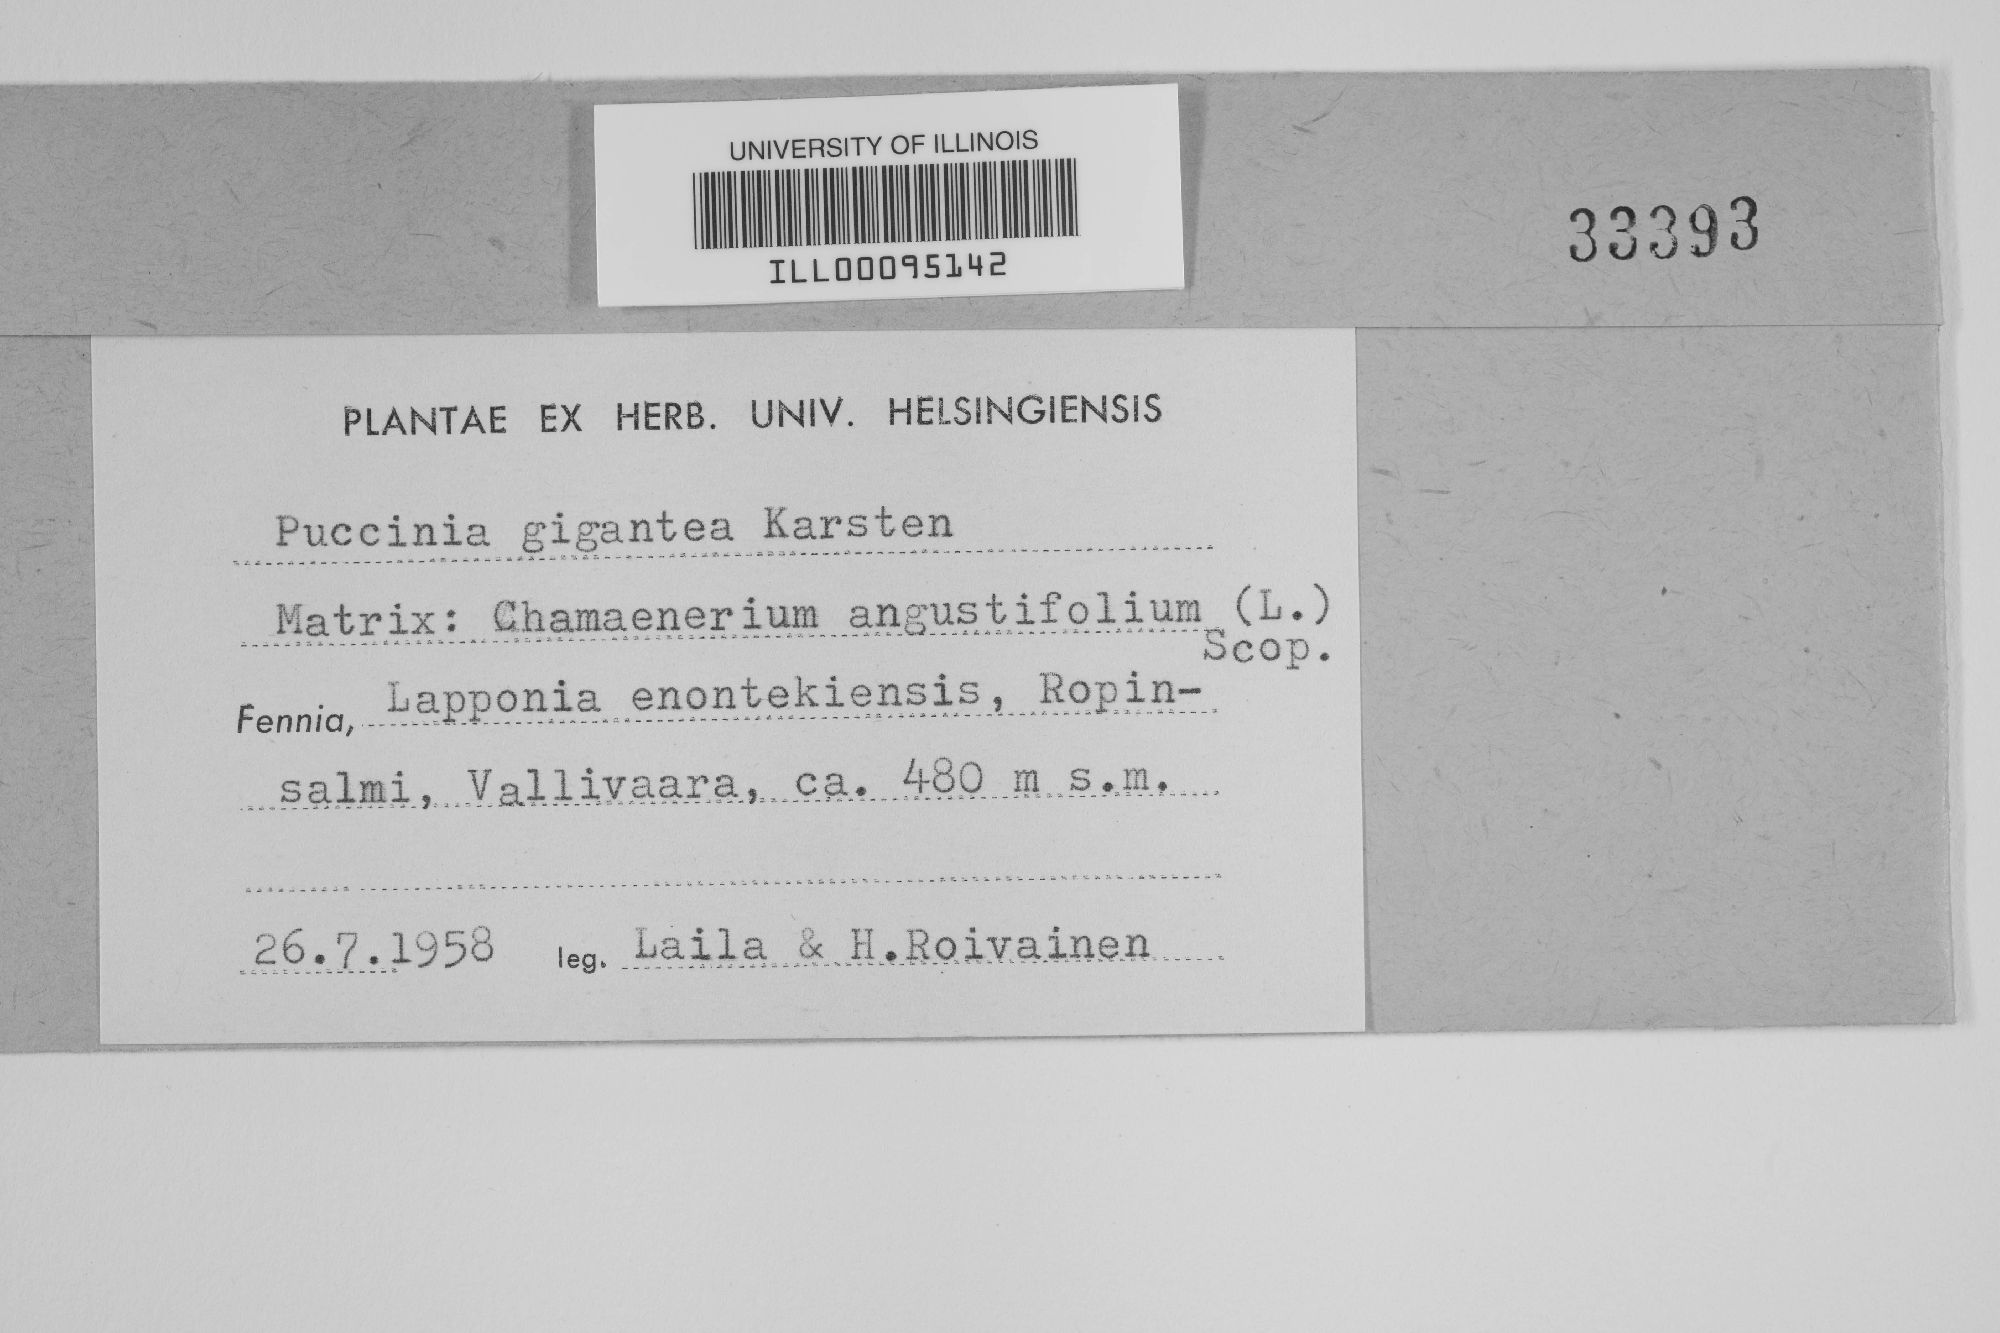 UNIVERSITY OF ILLINOIS
ILL00095142
33393
PLANTAE EX HERB. UNIV. HELSINGIENSIS
Puccinia gigantea Karsten
Matrix: Chamaenerium angustifolium (L.)
Scop.
Fennia, Lapponia enontekiensis, Ropin-
salmi, Vallivaara, ca. 480 m s.m.
26.7.1958 leg. Laila & H.Roivainen